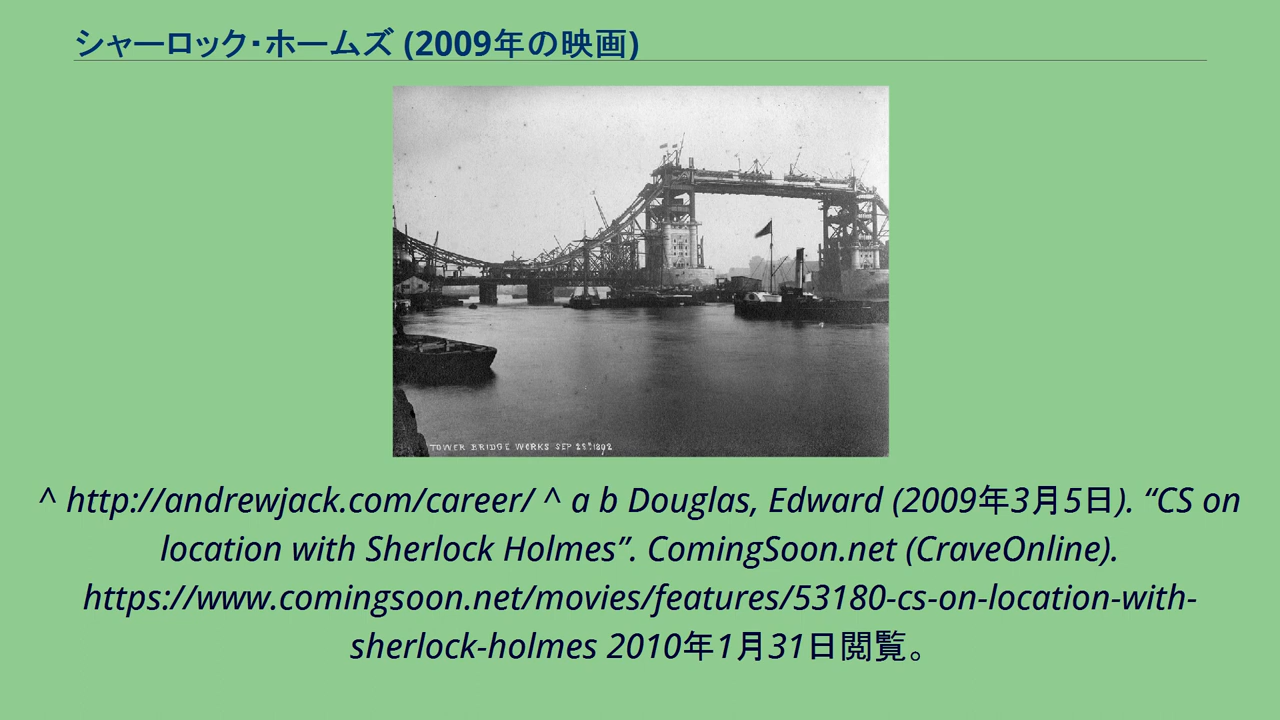 シャーロック・ホームズ (2009年の映画)
TOWER BRIDGE WORKS SEP 28th 1892
^ http://andrewjack.com/career/ ^ a b Douglas, Edward (2009年3月5日). “CS on
location with Sherlock Holmes”. ComingSoon.net (CraveOnline).
https://www.comingsoon.net/movies/features/53180-cs-on-location-with-
sherlock-holmes 2010年1月31日閲覧。